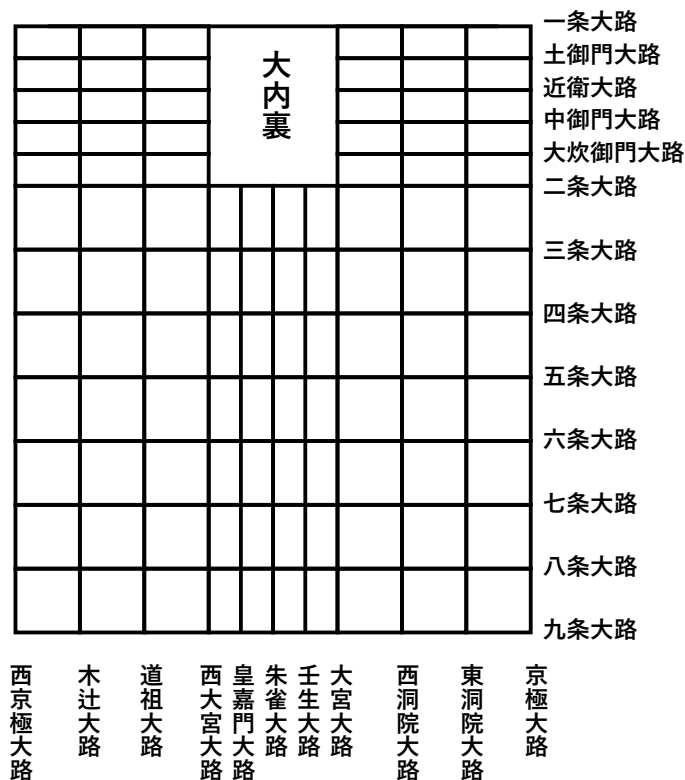 大内裏
一条大路
土御門大路
近衛大路
中御門大路
大炊御門大路
二条大路
三条大路
四条大路
五条大路
六条大路
七条大路
八条大路
九条大路
西京極大路
木辻大路
道祖大路
西大宮大路
皇嘉門大路
朱雀大路
壬生大路
大宮大路
西洞院大路
東洞院大路
京極大路